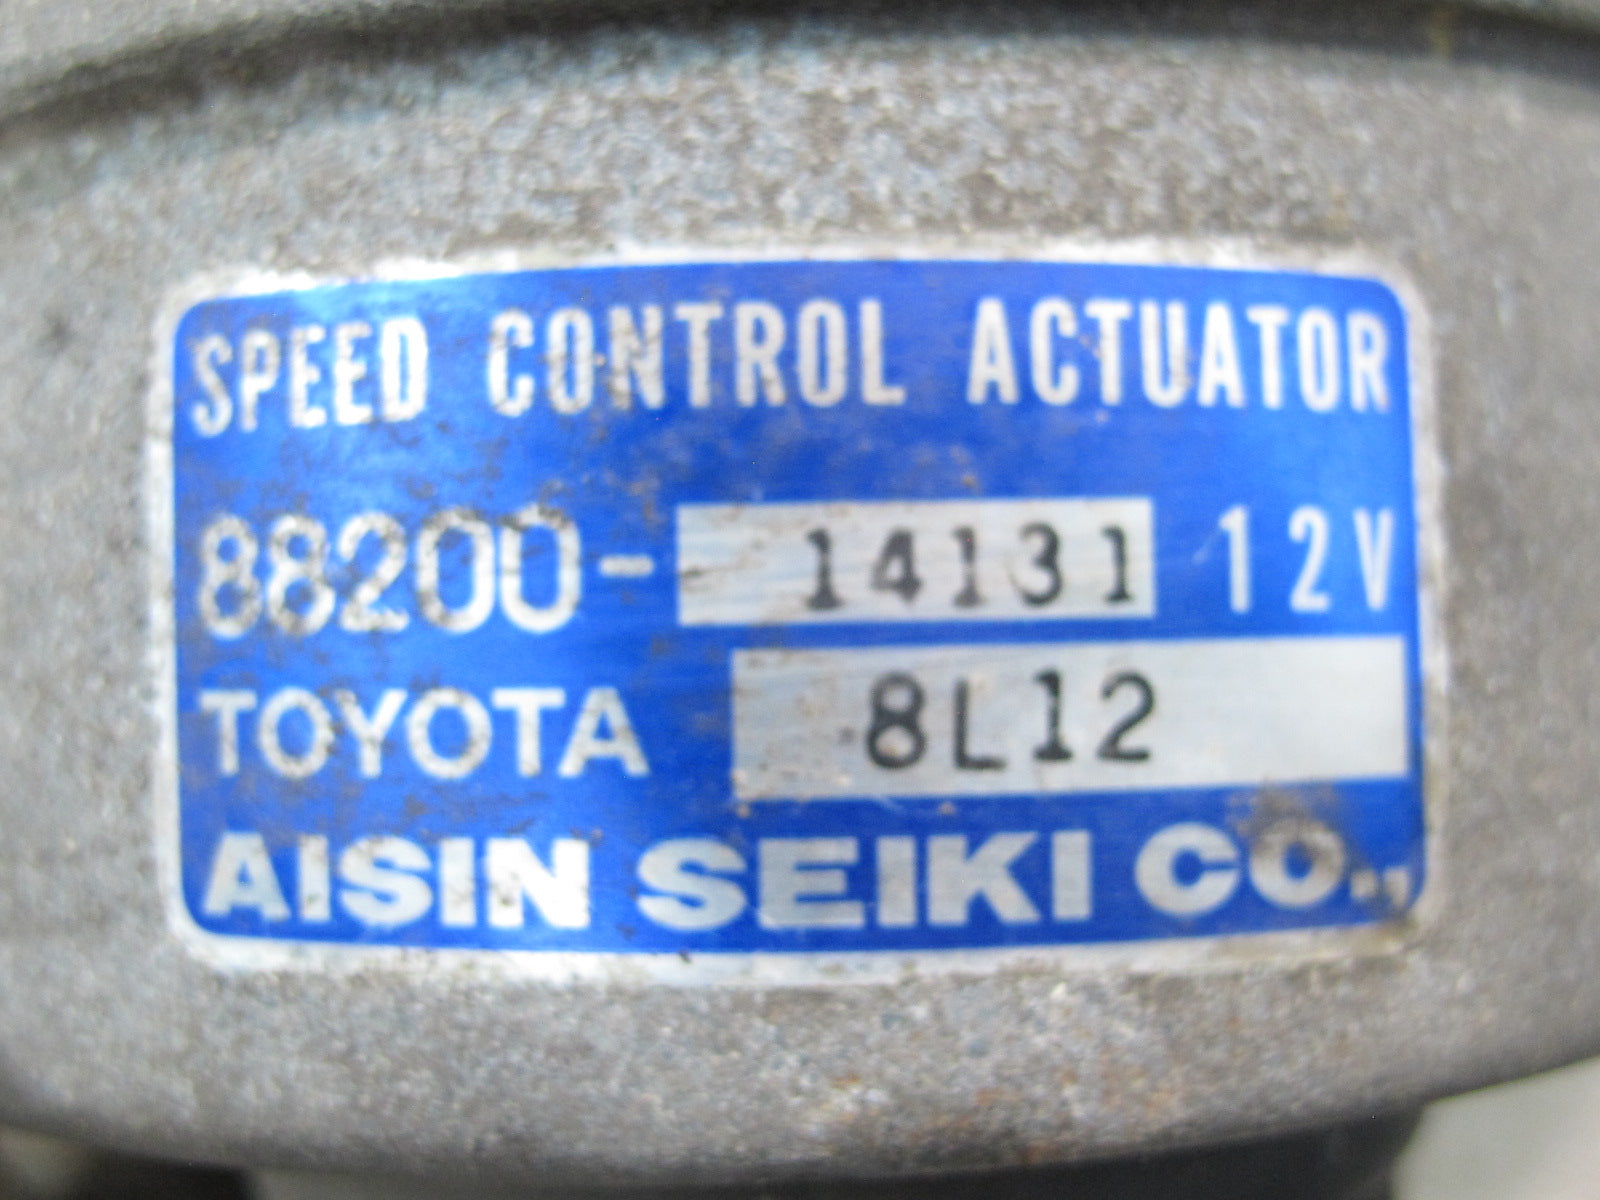 SPEED CONTROL ACTUATOR
88200- 14131 12V
TOYOTA 8L12
AISIN SEIKI CO.,